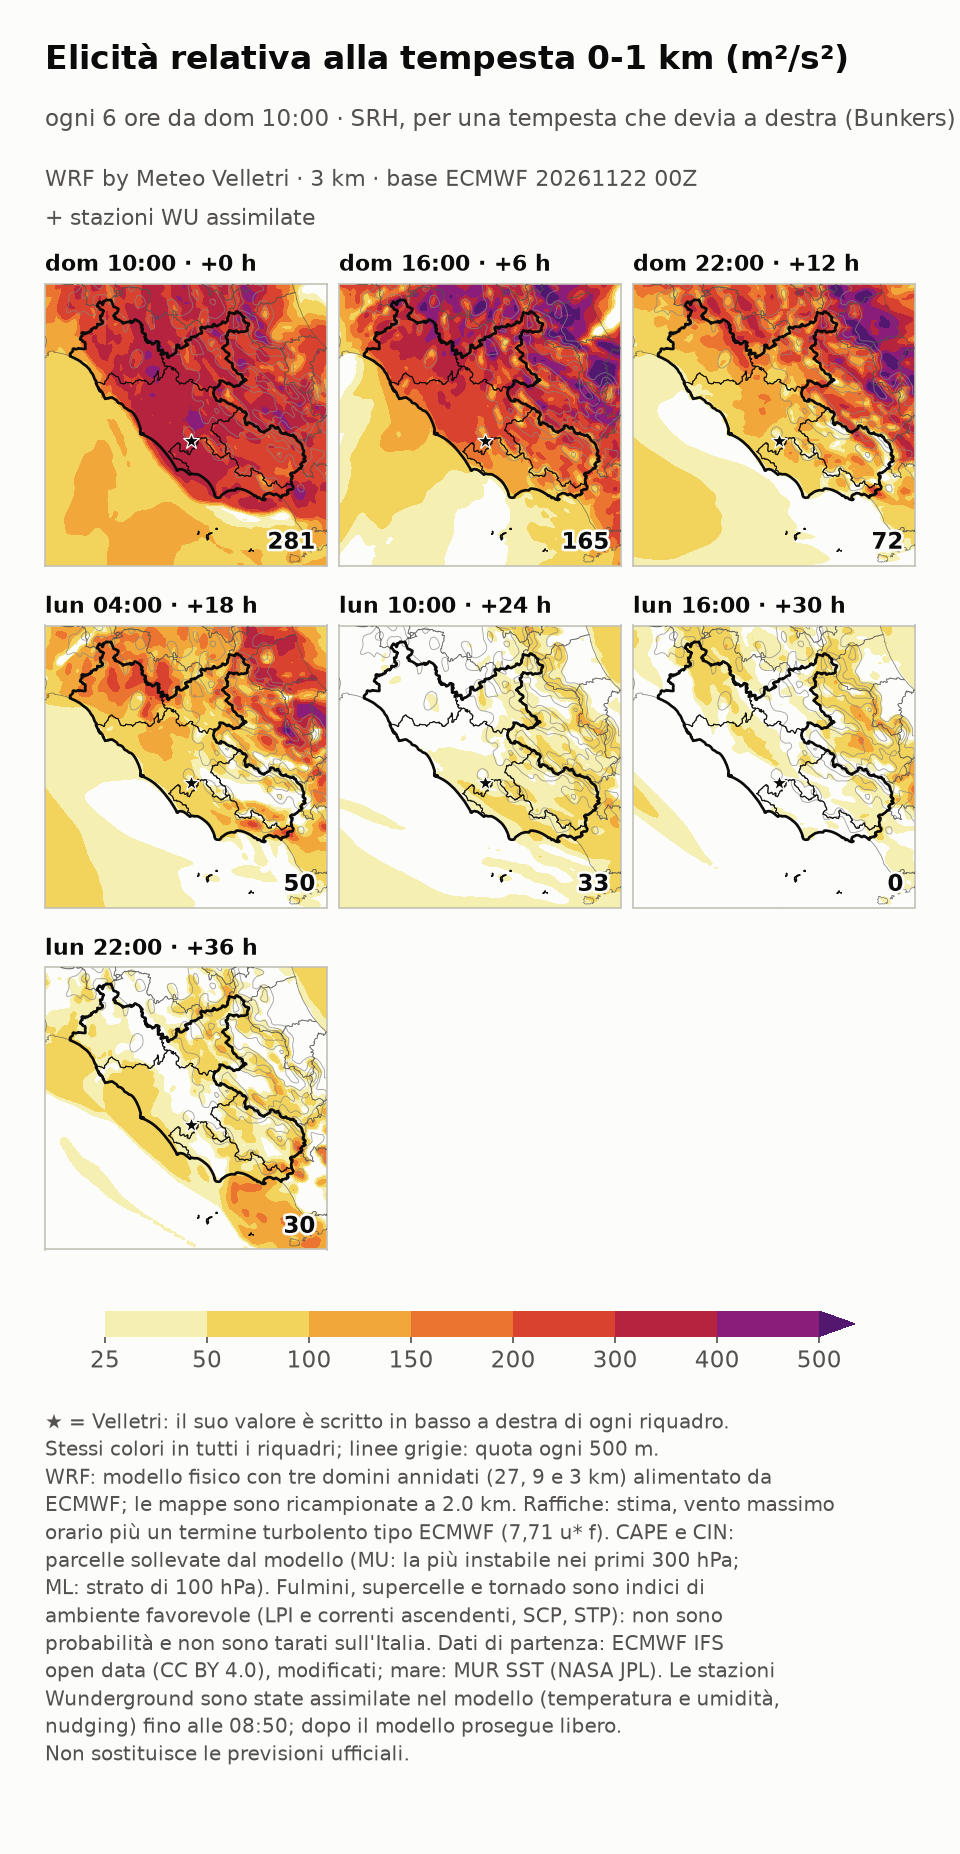 Elicità relativa alla tempesta 0-1 km (m²/s²)
ogni 6 ore da dom 10:00 · SRH, per una tempesta che devia a destra (Bunkers)
WRF by Meteo Velletri · 3 km · base ECMWF 20261122 00Z
+ stazioni WU assimilate
dom 10:00 · +0 h
dom 16:00 · +6 h
dom 22:00 · +12 h
281
165
72
lun 04:00 · +18 h
lun 10:00 · +24 h
lun 16:00 · +30 h
50
33
0
lun 22:00 · +36 h
30
25 50 100 150 200 300 400 500
★ = Velletri: il suo valore è scritto in basso a destra di ogni riquadro.
Stessi colori in tutti i riquadri; linee grigie: quota ogni 500 m.
WRF: modello fisico con tre domini annidati (27, 9 e 3 km) alimentato da
ECMWF; le mappe sono ricampionate a 2.0 km. Raffiche: stima, vento massimo
orario più un termine turbolento tipo ECMWF (7,71 u* f). CAPE e CIN:
parcelle sollevate dal modello (MU: la più instabile nei primi 300 hPa;
ML: strato di 100 hPa). Fulmini, supercelle e tornado sono indici di
ambiente favorevole (LPI e correnti ascendenti, SCP, STP): non sono
probabilità e non sono tarati sull'Italia. Dati di partenza: ECMWF IFS
open data (CC BY 4.0), modificati; mare: MUR SST (NASA JPL). Le stazioni
Wunderground sono state assimilate nel modello (temperatura e umidità,
nudging) fino alle 08:50; dopo il modello prosegue libero.
Non sostituisce le previsioni ufficiali.